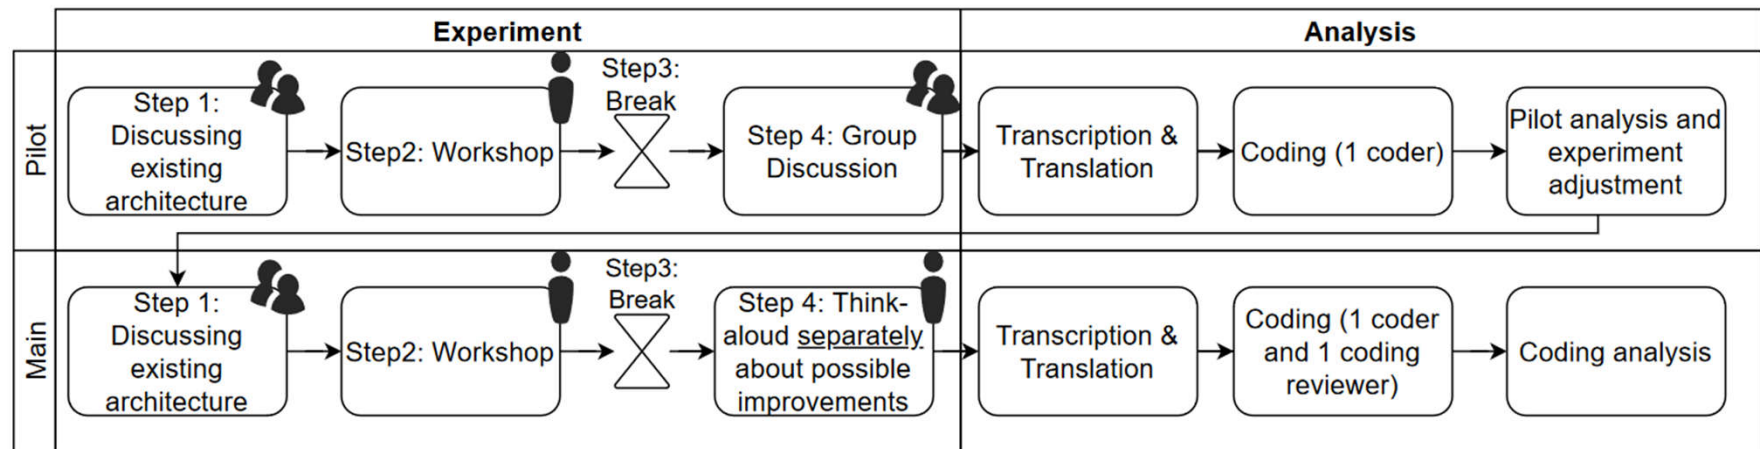 Experiment
Analysis
Pilot
Step 1:
Discussing
existing
architecture
Step2: Workshop
Step3:
Break
Step 4: Group
Discussion
Transcription &
Translation
Coding (1 coder)
Pilot analysis and
experiment
adjustment
Main
Step 1:
Discussing
existing
architecture
Step2: Workshop
Step3:
Break
Step 4: Think-
aloud separately
about possible
improvements
Transcription &
Translation
Coding (1 coder
and 1 coding
reviewer)
Coding analysis